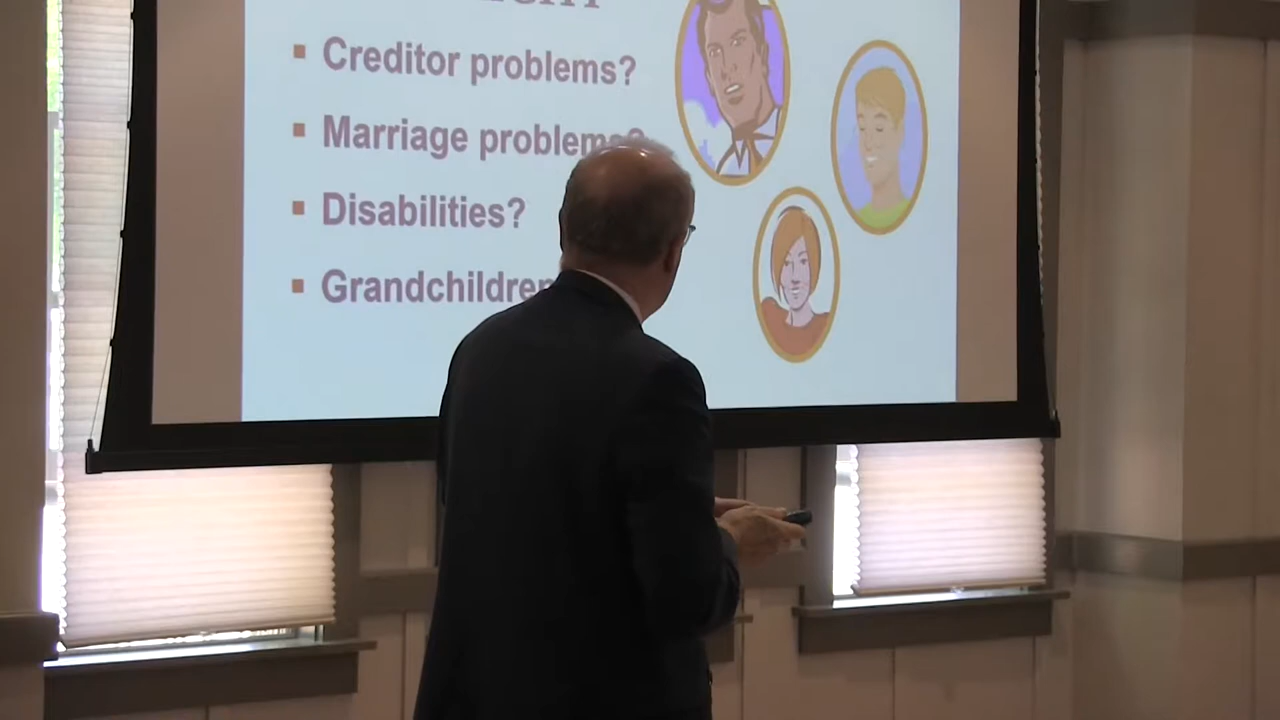 Creditor problems?
Marriage problems?
Disabilities?
Grandchildren